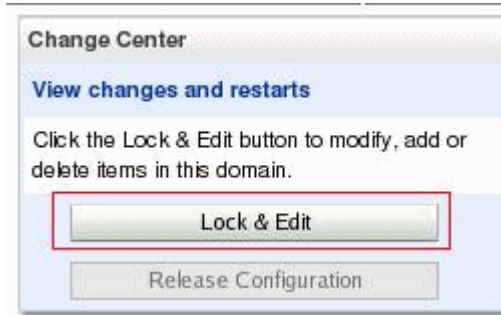 Change Center
View changes and restarts
Click the Lock & Edit button to modify, add or
delete items in this domain.
Lock & Edit
Release Configuration